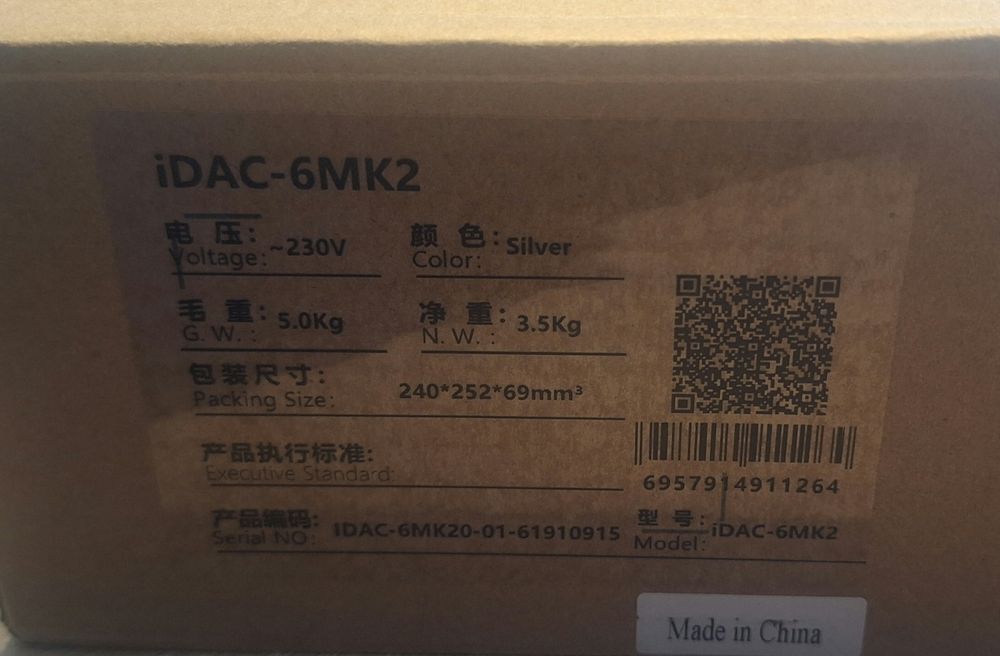 iDAC-6MK2
电 压: ~230V 颜 色: Silver
Voltage: Color:
毛 重: 5.0Kg 净 重: 3.5Kg
G. W. : N. W. :
包装尺寸: 240*252*69mm³
Packing Size:
产品执行标准:
Executive Standard:
6957914911264
产品编码: IDAC-6MK20-01-61910915 型 号: iDAC-6MK2
Serial NO: Model:
Made in China